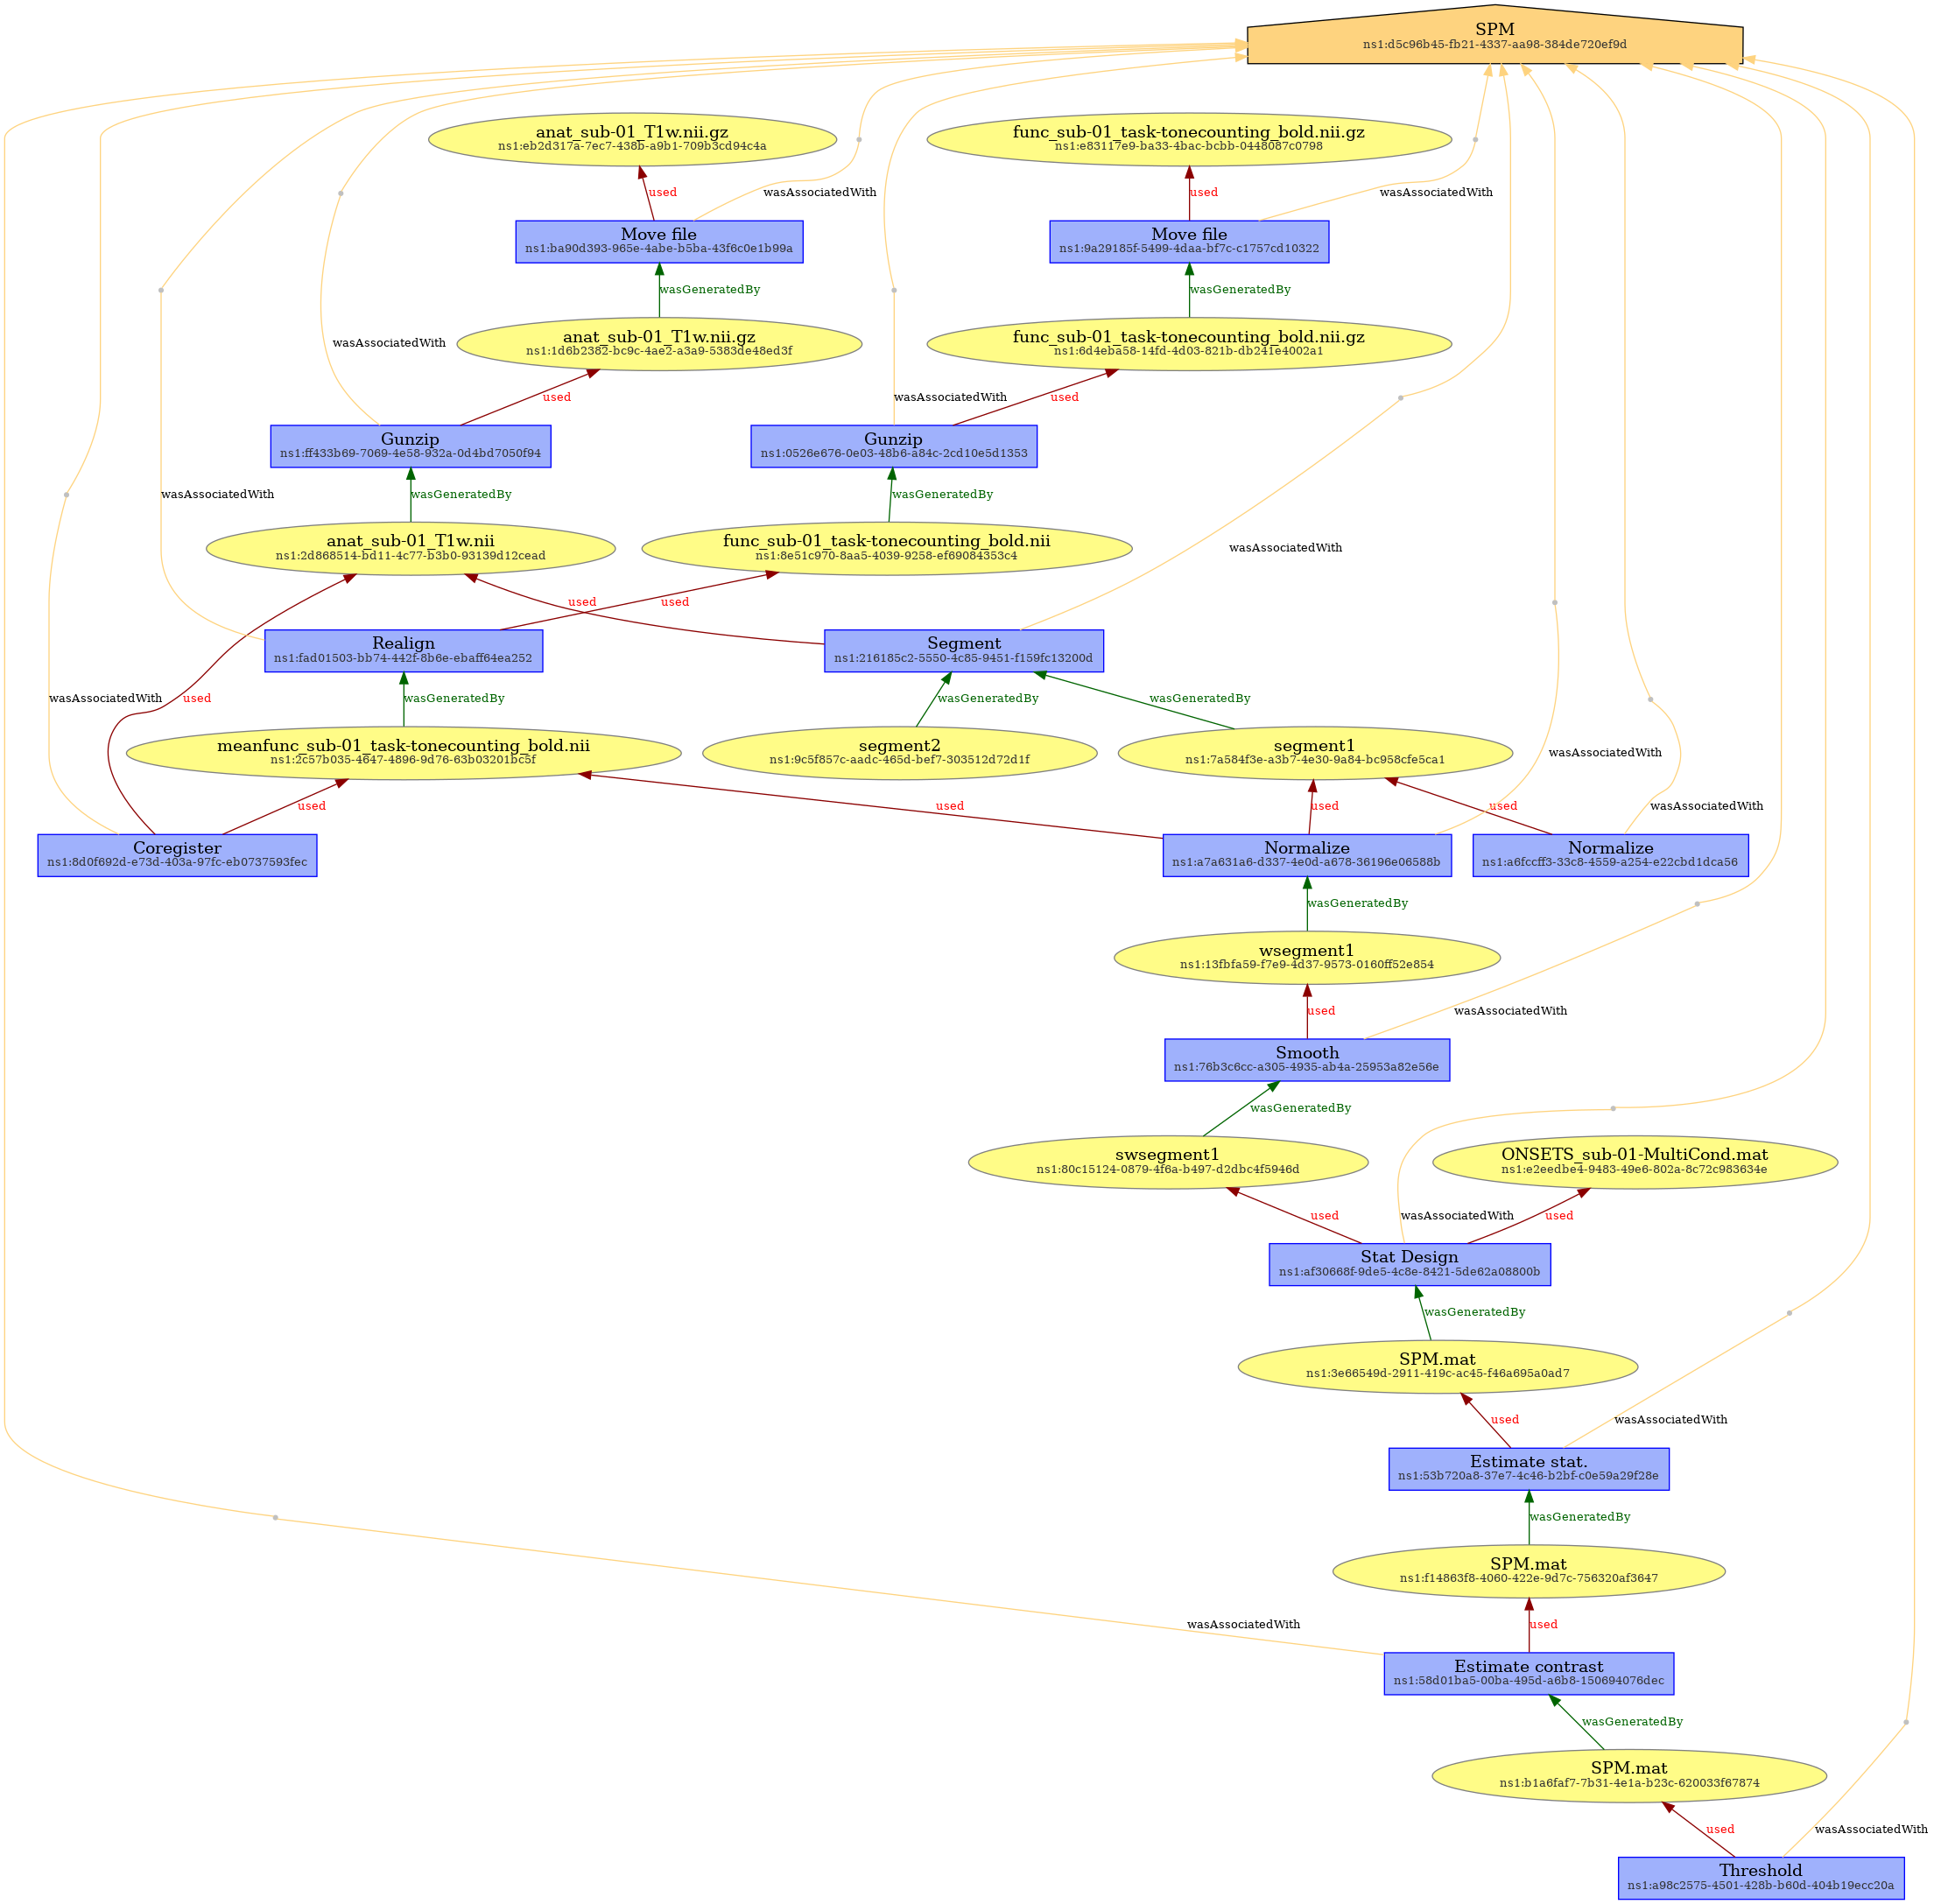 SPM
ns1:d5c96b45-fb21-4337-aa98-384de720ef9d
anat_sub-01_T1w.nii.gz
ns1:eb2d317a-7ec7-438b-a9b1-709b3cd94c4a
func_sub-01_task-tonecounting_bold.nii.gz
ns1:e83117e9-ba33-4bac-bcbb-0448087c0798
used
wasAssociatedWith
used
wasAssociatedWith
Move file
ns1:ba90d393-965e-4abe-b5ba-43f6c0e1b99a
Move file
ns1:9a29185f-5499-4daa-bf7c-c1757cd10322
wasGeneratedBy
wasGeneratedBy
wasAssociatedWith
anat_sub-01_T1w.nii.gz
ns1:1d6b2382-bc9c-4ae2-a3a9-5383de48ed3f
func_sub-01_task-tonecounting_bold.nii.gz
ns1:6d4eba58-14fd-4d03-821b-db241e4002a1
used
wasAssociatedWith
used
Gunzip
ns1:ff433b69-7069-4e58-932a-0d4bd7050f94
Gunzip
ns1:0526e676-0e03-48b6-a84c-2cd10e5d1353
wasAssociatedWith
wasGeneratedBy
wasGeneratedBy
anat_sub-01_T1w.nii
ns1:2d868514-bd11-4c77-b3b0-93139d12cead
func_sub-01_task-tonecounting_bold.nii
ns1:8e51c970-8aa5-4039-9258-ef69084353c4
wasAssociatedWith
used
used
Realign
ns1:fad01503-bb74-442f-8b6e-ebaff64ea252
Segment
ns1:216185c2-5550-4c85-9451-f159fc13200d
wasAssociatedWith
used
wasGeneratedBy
wasGeneratedBy
wasGeneratedBy
meanfunc_sub-01_task-tonecounting_bold.nii
ns1:2c57b035-4647-4896-9d76-63b03201bc5f
segment2
ns1:9c5f857c-aadc-465d-bef7-303512d72d1f
segment1
ns1:7a584f3e-a3b7-4e30-9a84-bc958cfe5ca1
wasAssociatedWith
used
used
used
used
wasAssociatedWith
Coregister
ns1:8d0f692d-e73d-403a-97fc-eb0737593fec
Normalize
ns1:a7a631a6-d337-4e0d-a678-36196e06588b
Normalize
ns1:a6fccff3-33c8-4559-a254-e22cbd1dca56
wasGeneratedBy
wsegment1
ns1:13fbfa59-f7e9-4d37-9573-0160ff52e854
used
wasAssociatedWith
Smooth
ns1:76b3c6cc-a305-4935-ab4a-25953a82e56e
wasGeneratedBy
swsegment1
ns1:80c15124-0879-4f6a-b497-d2dbc4f5946d
ONSETS_sub-01-MultiCond.mat
ns1:e2eedbe4-9483-49e6-802a-8c72c983634e
used
wasAssociatedWith
used
Stat Design
ns1:af30668f-9de5-4c8e-8421-5de62a08800b
wasGeneratedBy
SPM.mat
ns1:3e66549d-2911-419c-ac45-f46a695a0ad7
used
wasAssociatedWith
Estimate stat.
ns1:53b720a8-37e7-4c46-b2bf-c0e59a29f28e
wasGeneratedBy
SPM.mat
ns1:f14863f8-4060-422e-9d7c-756320af3647
wasAssociatedWith
used
Estimate contrast
ns1:58d01ba5-00ba-495d-a6b8-150694076dec
wasGeneratedBy
SPM.mat
ns1:b1a6faf7-7b31-4e1a-b23c-620033f67874
used
wasAssociatedWith
Threshold
ns1:a98c2575-4501-428b-b60d-404b19ecc20a